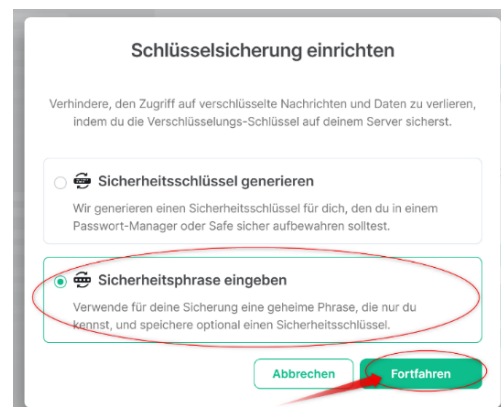 Schlüsselsicherung einrichten
Verhindere, den Zugriff auf verschlüsselte Nachrichten und Daten zu verlieren,
indem du die Verschlüsselungs-Schlüssel auf deinem Server sicherst.
Sicherheitsschlüssel generieren
Wir generieren einen Sicherheitsschlüssel für dich, den du in einem
Passwort-Manager oder Safe sicher aufbewahren solltest.
Sicherheitsphrase eingeben
Verwende für deine Sicherung eine geheime Phrase, die nur du
kennst, und speichere optional einen Sicherheitsschlüssel.
Abbrechen Fortfahren